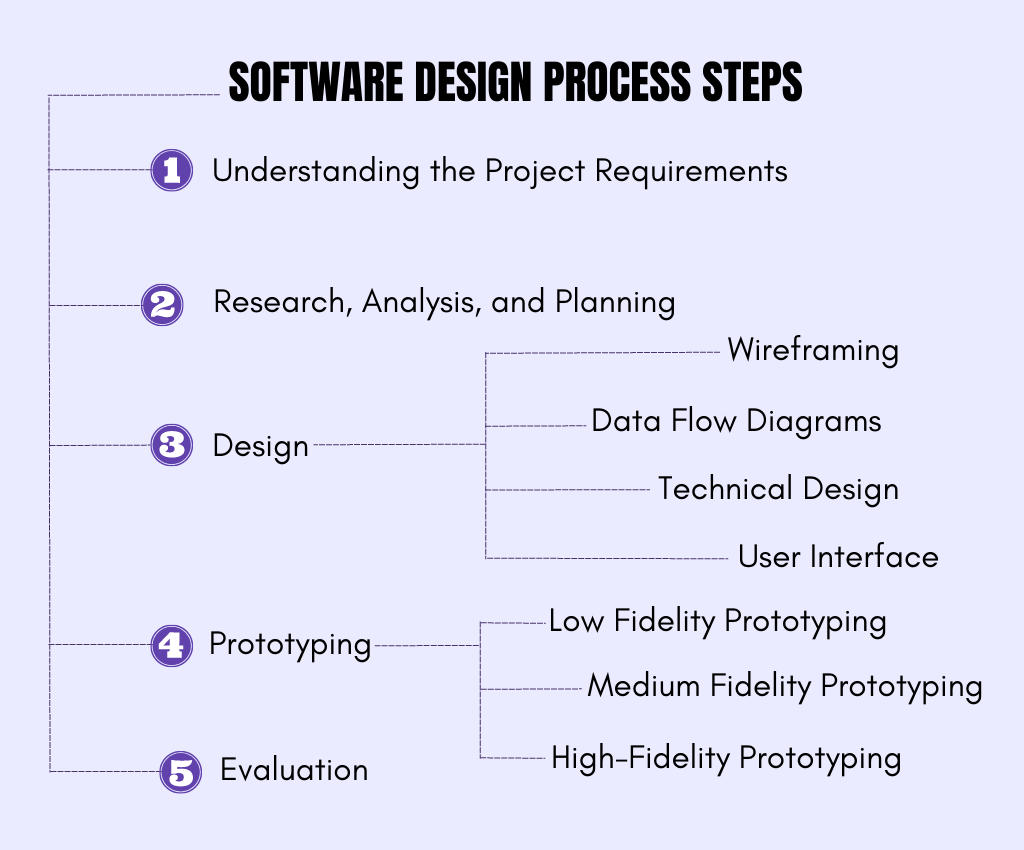 SOFTWARE DESIGN PROCESS STEPS
1 Understanding the Project Requirements
2 Research, Analysis, and Planning
3 Design
Wireframing
Data Flow Diagrams
Technical Design
User Interface
4 Prototyping
Low Fidelity Prototyping
Medium Fidelity Prototyping
High-Fidelity Prototyping
5 Evaluation